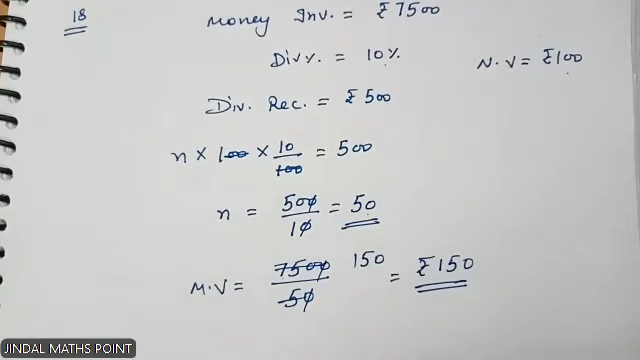 18
Money Inv. = ₹7500
Div%. = 10%
N.V = ₹100
Div. Rec. = ₹500
n × 100 × 10/100 = 500
n = 500/10 = 50
M.V = 7500/50 150 = ₹150
JINDAL MATHS POINT